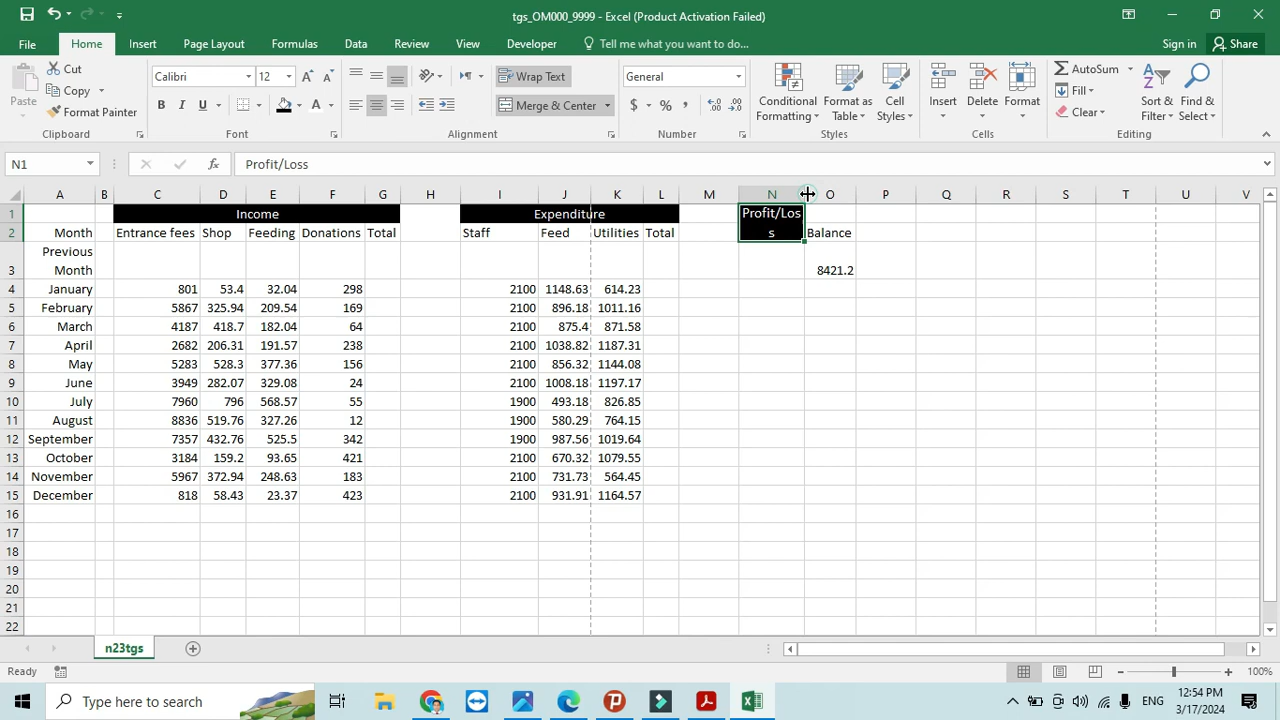 tgs_OM000_9999 - Excel (Product Activation Failed)
File Home Insert Page Layout Formulas Data Review View Developer Tell me what you want to do... Sign in Share
Cut
Copy
Format Painter
Paste
Clipboard
Calibri 12
B I U A
Font
Wrap Text
Merge & Center
Alignment
General
$ % ,
Number
Conditional Formatting
Format as Table
Cell Styles
Styles
Insert Delete Format
Cells
AutoSum
Fill
Clear
Sort & Filter
Find & Select
Editing
N1 fx Profit/Loss
A B C D E F G H I J K L M N O P Q R S T U V
1 Income Expenditure Profit/Los
2 Month Entrance fees Shop Feeding Donations Total Staff Feed Utilities Total s Balance
Previous
3 Month 8421.2
4 January 801 53.4 32.04 298 2100 1148.63 614.23
5 February 5867 325.94 209.54 169 2100 896.18 1011.16
6 March 4187 418.7 182.04 64 2100 875.4 871.58
7 April 2682 206.31 191.57 238 2100 1038.82 1187.31
8 May 5283 528.3 377.36 156 2100 856.32 1144.08
9 June 3949 282.07 329.08 24 2100 1008.18 1197.17
10 July 7960 796 568.57 55 1900 493.18 826.85
11 August 8836 519.76 327.26 12 1900 580.29 764.15
12 September 7357 432.76 525.5 342 1900 987.56 1019.64
13 October 3184 159.2 93.65 421 2100 670.32 1079.55
14 November 5967 372.94 248.63 183 2100 731.73 564.45
15 December 818 58.43 23.37 423 2100 931.91 1164.57
16
17
18
19
20
21
22
n23tgs
Ready 100%
Type here to search
ENG
12:54 PM
3/17/2024